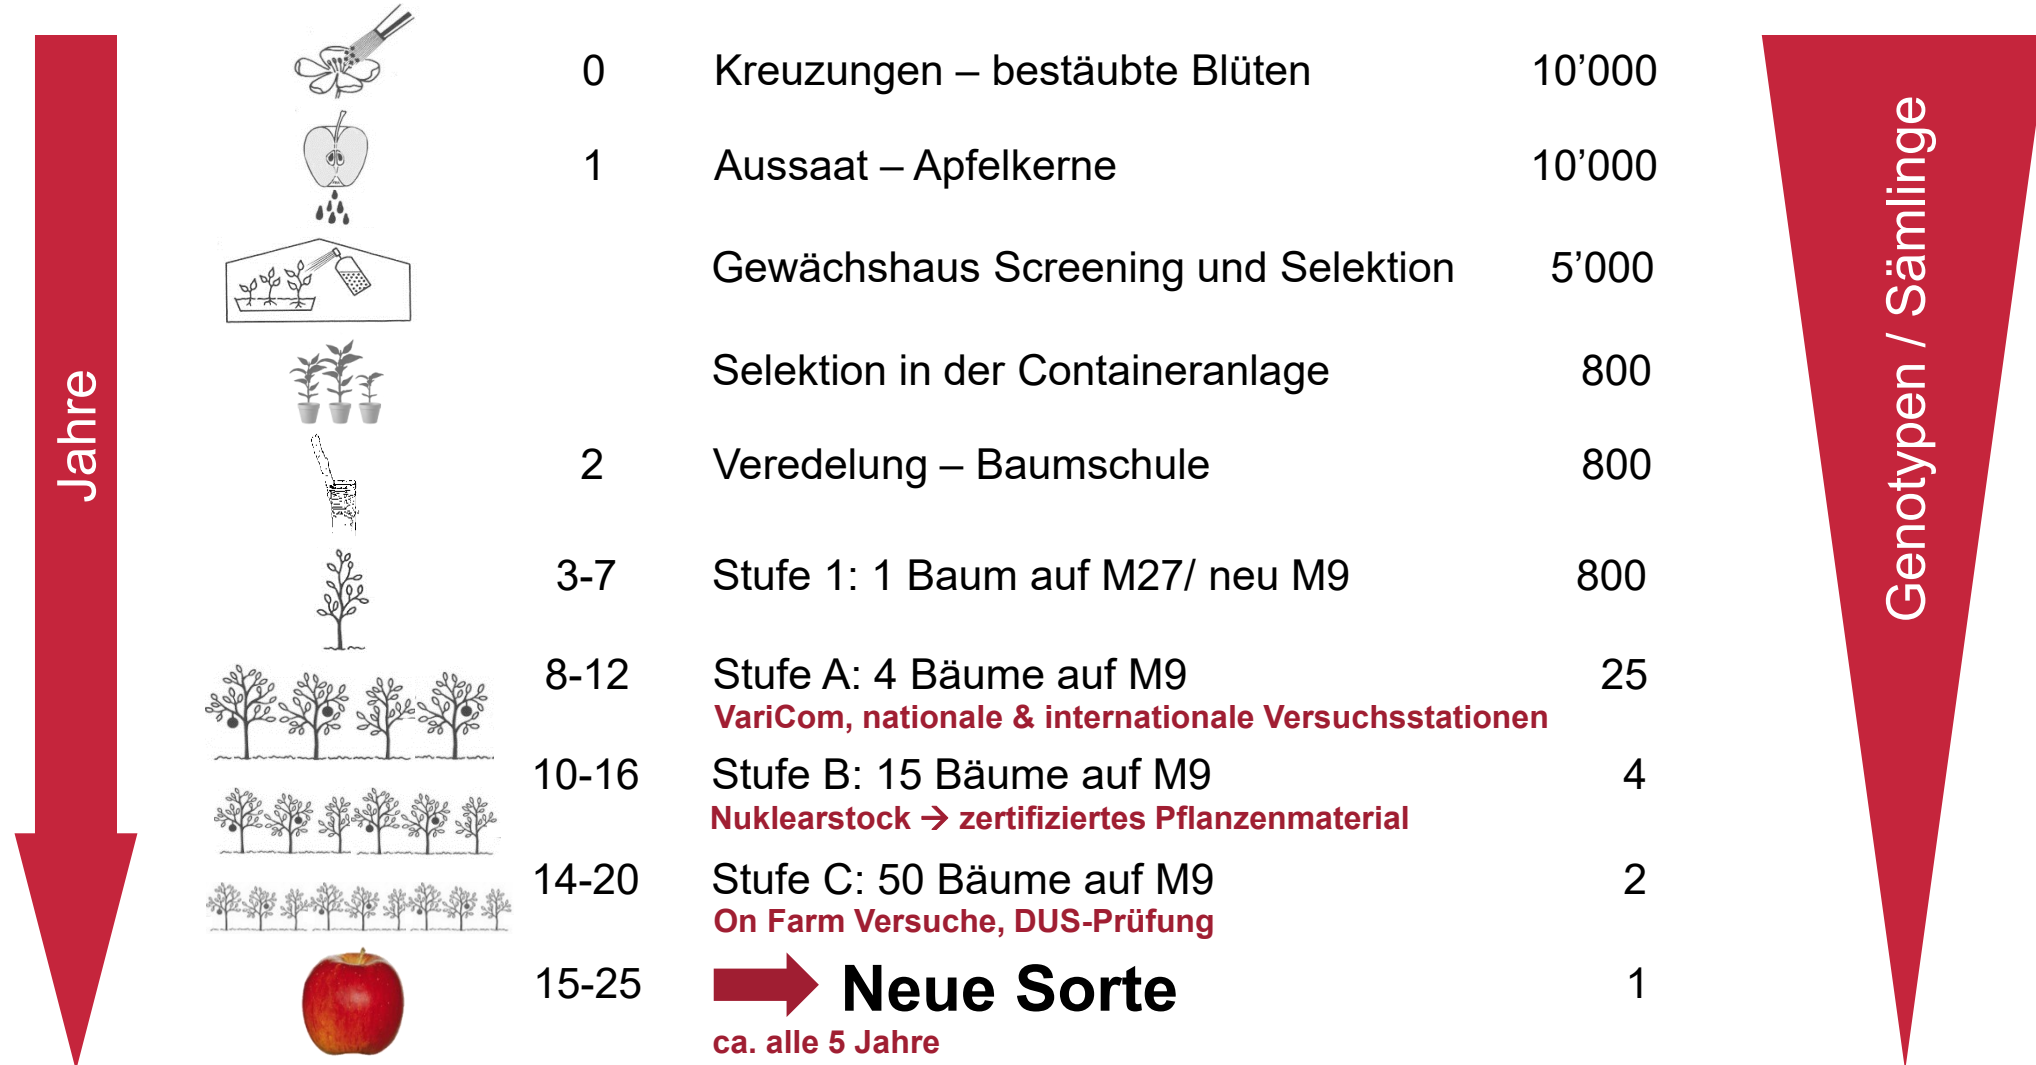 Jahre
0 Kreuzungen – bestäubte Blüten 10’000
1 Aussaat – Apfelkerne 10’000
Gewächshaus Screening und Selektion 5’000
Selektion in der Containeranlage 800
2 Veredelung – Baumschule 800
3-7 Stufe 1: 1 Baum auf M27/ neu M9 800
8-12 Stufe A: 4 Bäume auf M9 25
VariCom, nationale & internationale Versuchsstationen
10-16 Stufe B: 15 Bäume auf M9 4
Nuklearstock → zertifiziertes Pflanzenmaterial
14-20 Stufe C: 50 Bäume auf M9 2
On Farm Versuche, DUS-Prüfung
15-25 Neue Sorte 1
ca. alle 5 Jahre
Genotypen / Sämlinge